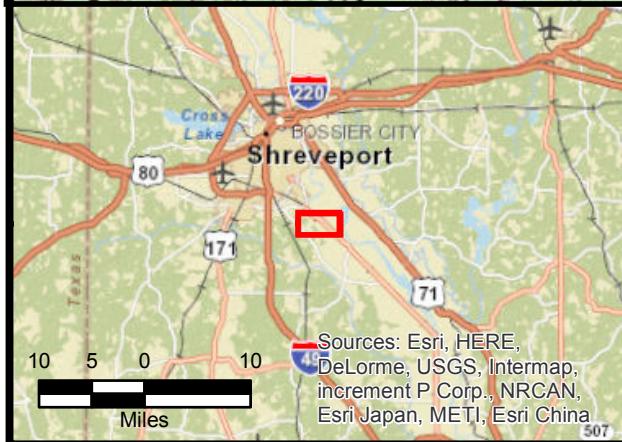 220
Cross
Lake
BOSSIER CITY
Shreveport
80
171
Texas
71
49
10 5 0 10
Miles
Sources: Esri, HERE,
DeLorme, USGS, Intermap,
increment P Corp., NRCAN,
Esri Japan, METI, Esri China
507